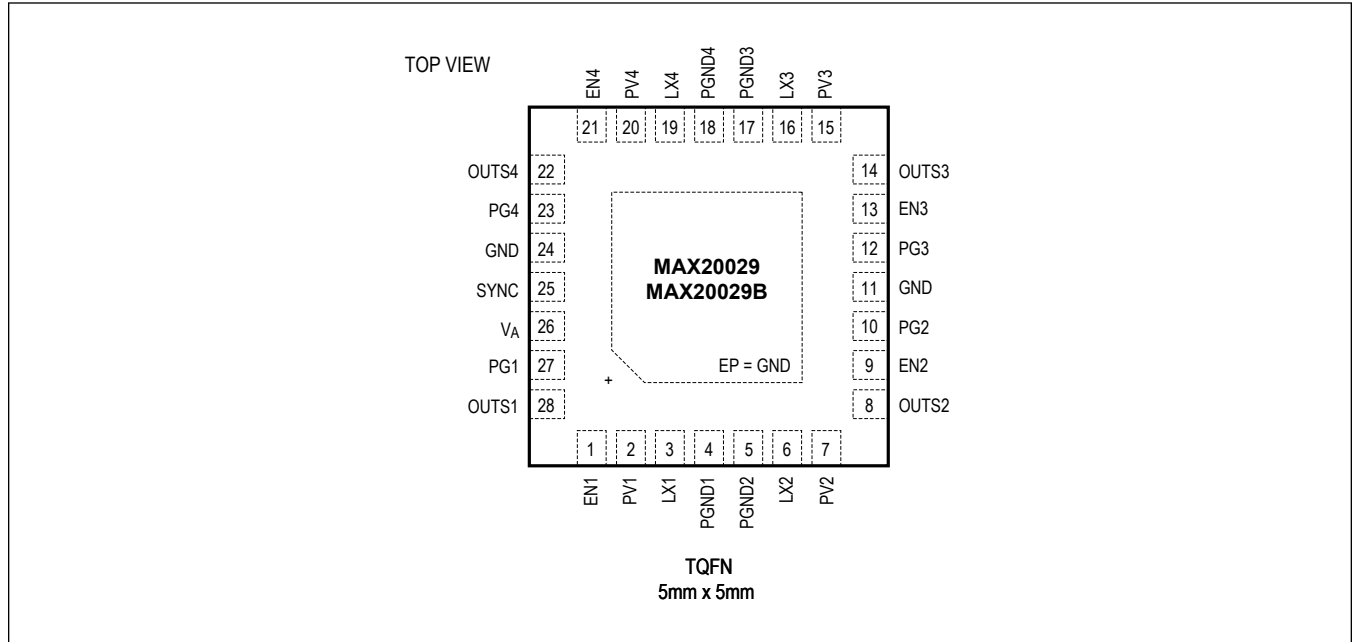 TOP VIEW
EN4
PV4
LX4
PGND4
PGND3
LX3
PV3
21 20 19 18 17 16 15
OUTS4 22
PG4 23
GND 24
SYNC 25
VA 26
PG1 27
OUTS1 28
MAX20029
MAX20029B
EP = GND
+
14 OUTS3
13 EN3
12 PG3
11 GND
10 PG2
9 EN2
8 OUTS2
1 2 3 4 5 6 7
EN1
PV1
LX1
PGND1
PGND2
LX2
PV2
TQFN
5mm x 5mm